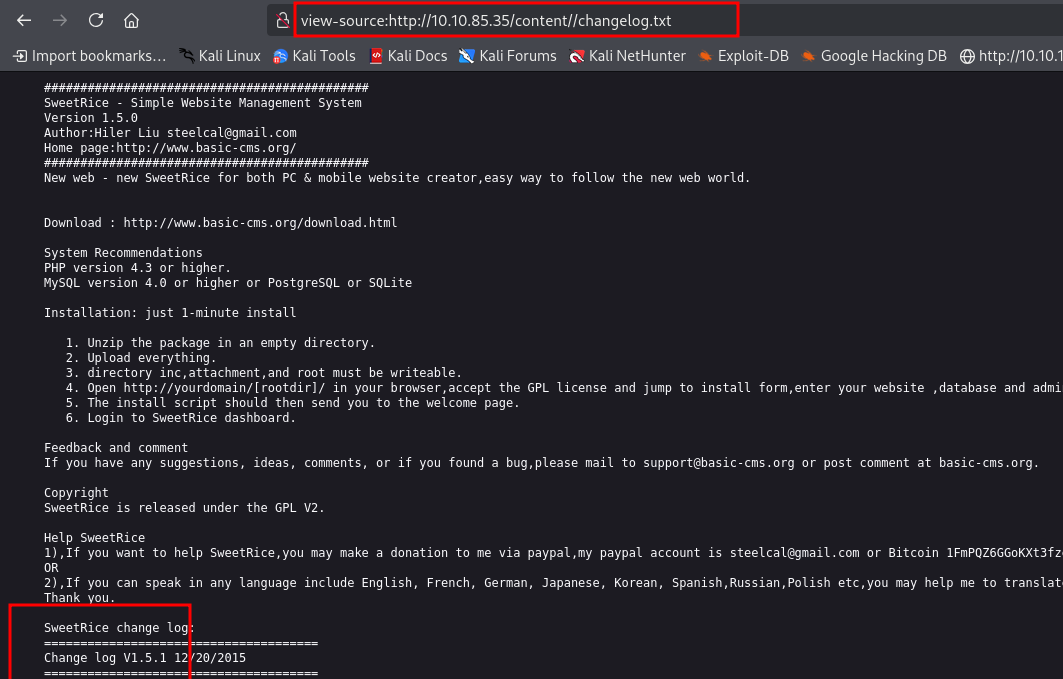 view-source:http://10.10.85.35/content//changelog.txt
Import bookmarks... Kali Linux Kali Tools Kali Docs Kali Forums Kali NetHunter Exploit-DB Google Hacking DB http://10.10.1
#############################################
SweetRice - Simple Website Management System
Version 1.5.0
Author:Hiler Liu steelcal@gmail.com
Home page:http://www.basic-cms.org/
#############################################
New web - new SweetRice for both PC & mobile website creator,easy way to follow the new web world.
Download : http://www.basic-cms.org/download.html
System Recommendations
PHP version 4.3 or higher.
MySQL version 4.0 or higher or PostgreSQL or SQLite
Installation: just 1-minute install
1. Unzip the package in an empty directory.
2. Upload everything.
3. directory inc,attachment,and root must be writeable.
4. Open http://yourdomain/[rootdir]/ in your browser,accept the GPL license and jump to install form,enter your website ,database and admi
5. The install script should then send you to the welcome page.
6. Login to SweetRice dashboard.
Feedback and comment
If you have any suggestions, ideas, comments, or if you found a bug,please mail to support@basic-cms.org or post comment at basic-cms.org.
Copyright
SweetRice is released under the GPL V2.
Help SweetRice
1),If you want to help SweetRice,you may make a donation to me via paypal,my paypal account is steelcal@gmail.com or Bitcoin 1FmPQZ6GGoKXt3fz
OR
2),If you can speak in any language include English, French, German, Japanese, Korean, Spanish,Russian,Polish etc,you may help me to translat
Thank you.
SweetRice change log:
======================================
Change log V1.5.1 12/20/2015
======================================